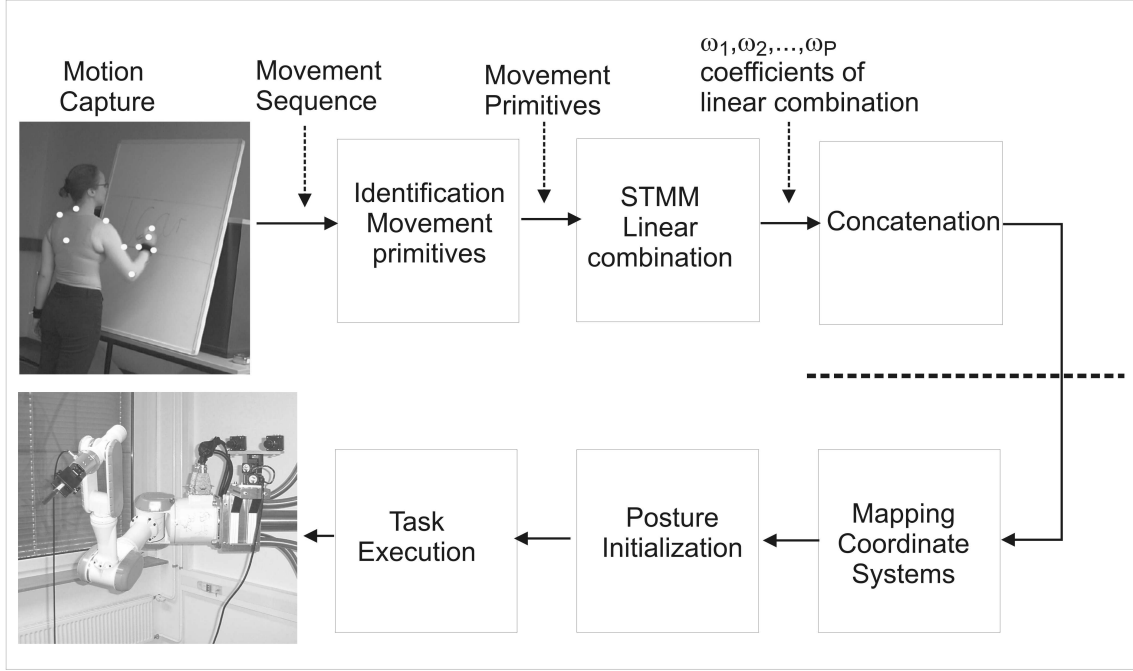 Motion
Capture
Movement
Sequence
Movement
Primitives
ω1,ω2,...,ωP
coefficients of
linear combination
Identification
Movement
primitives
STMM
Linear
combination
Concatenation
Task
Execution
Posture
Initialization
Mapping
Coordinate
Systems